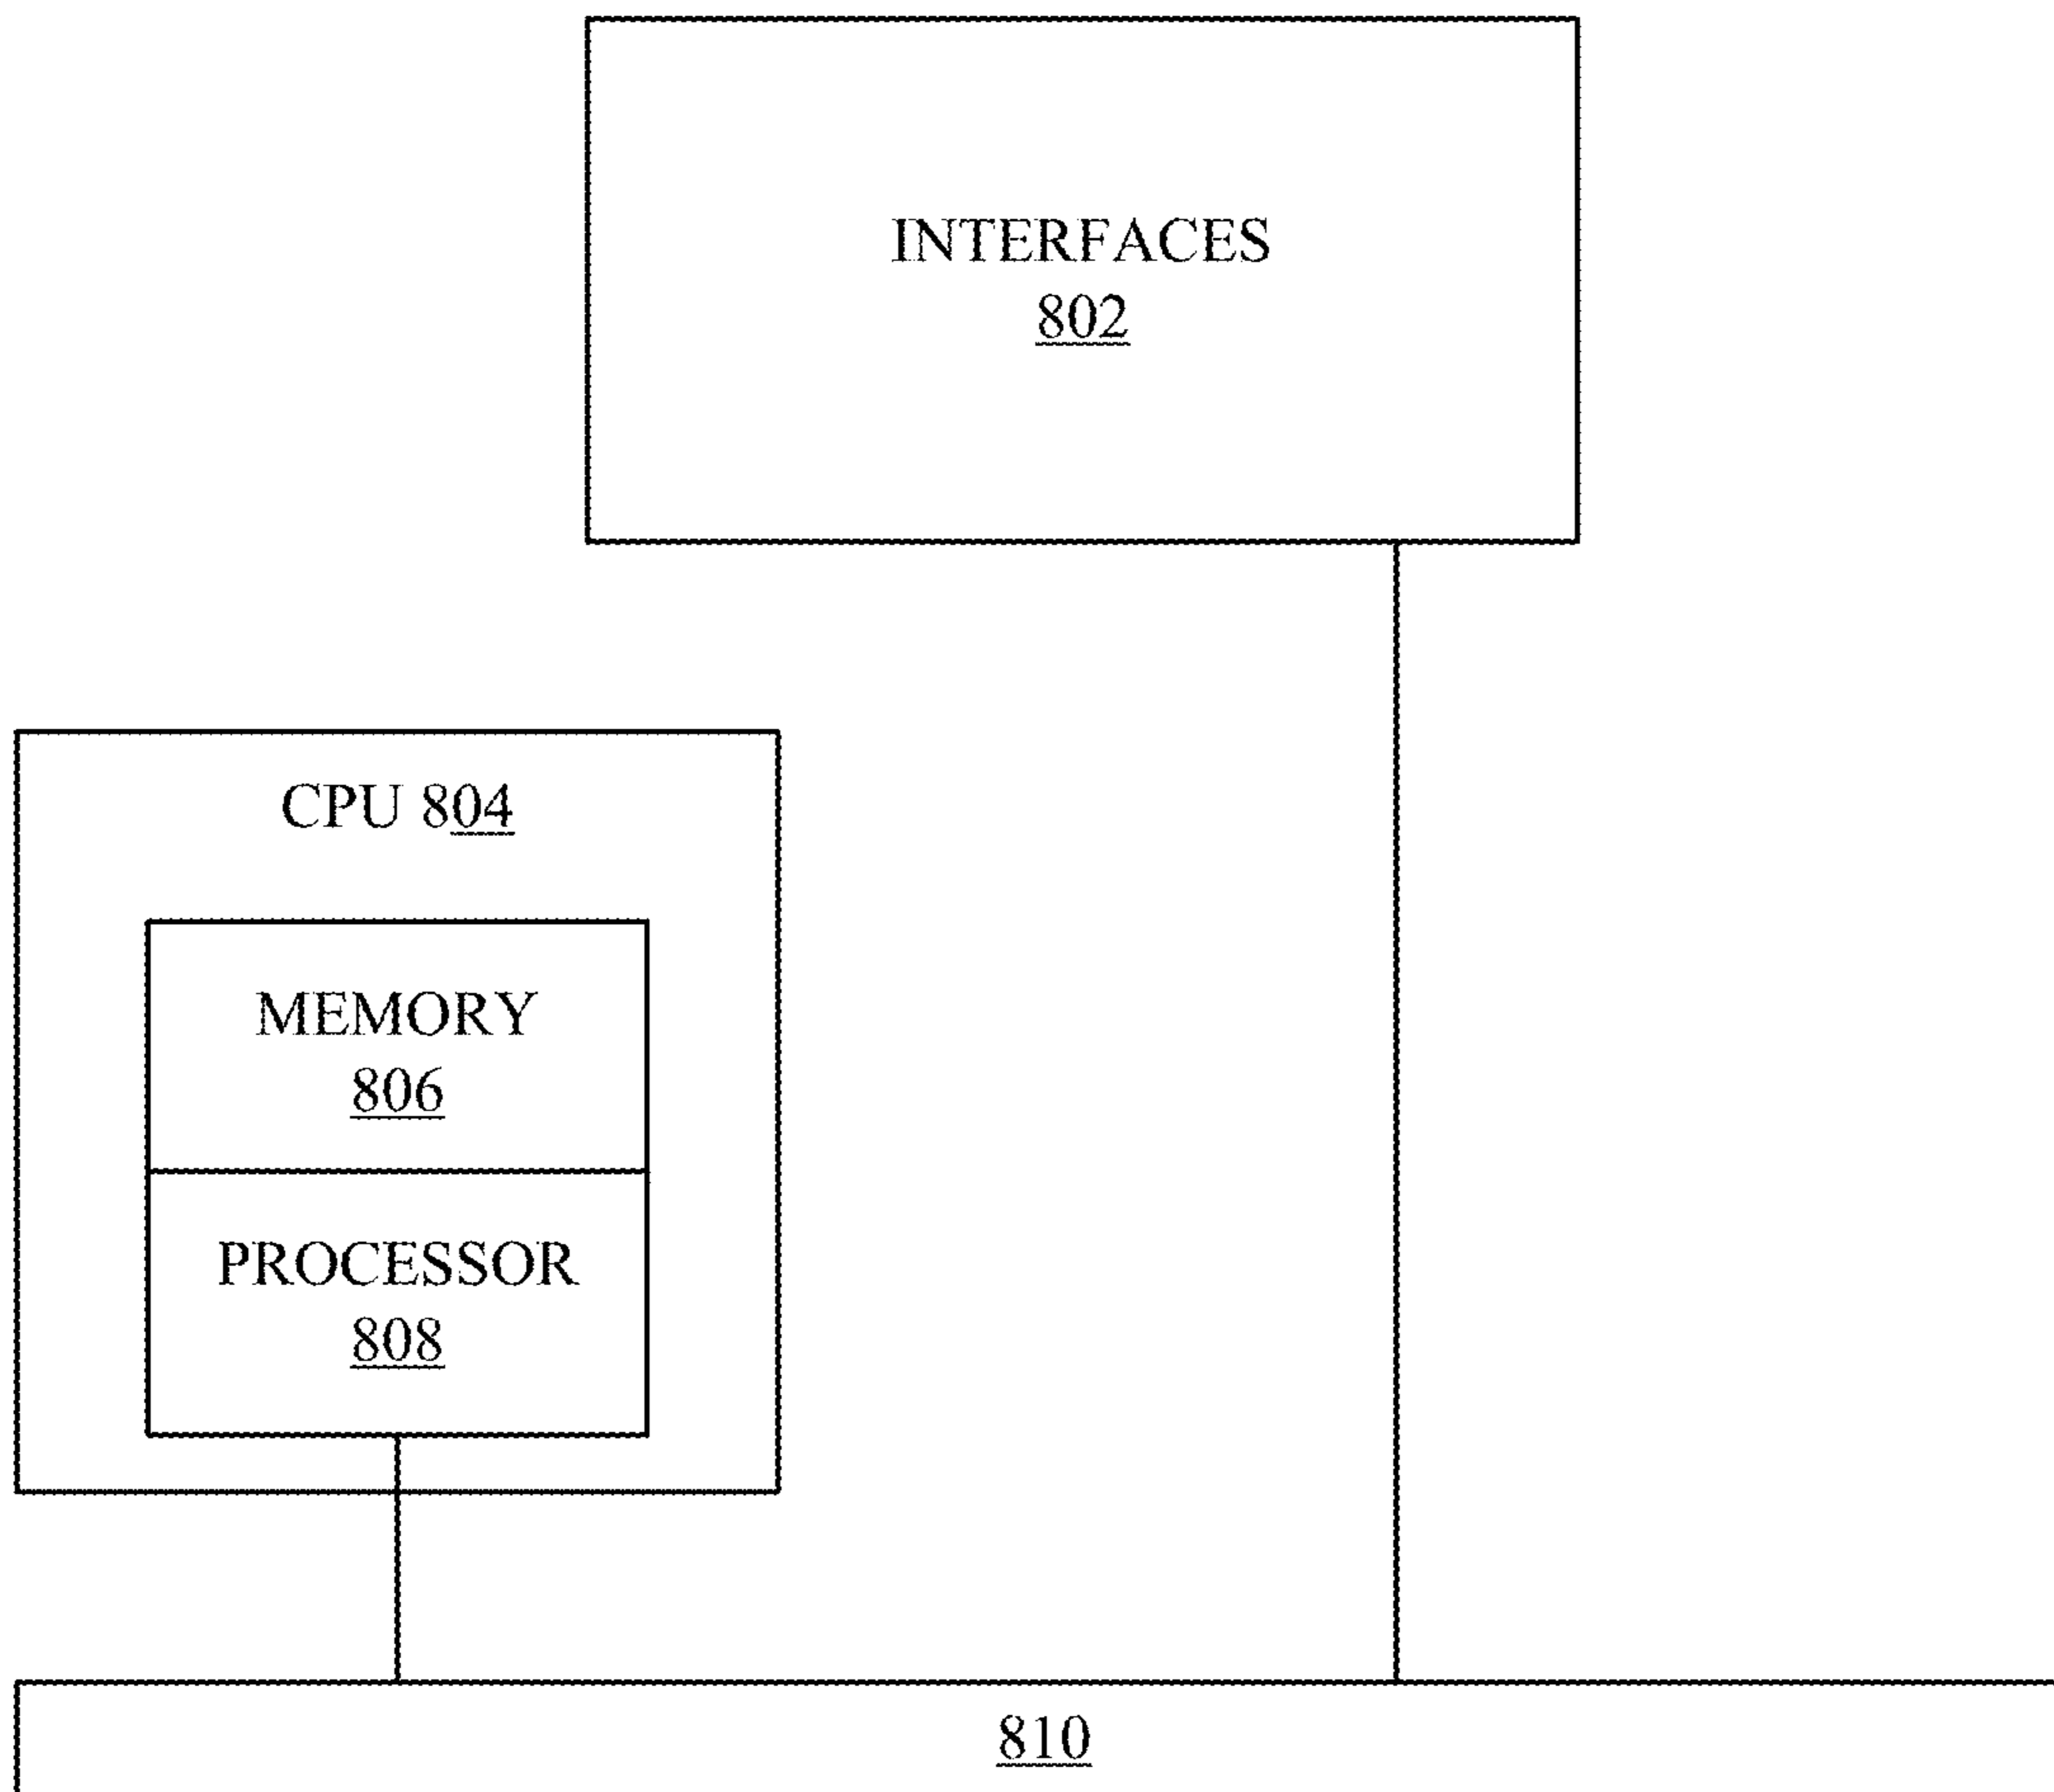 INTERFACES
802
CPU 804
MEMORY
806
PROCESSOR
808
810